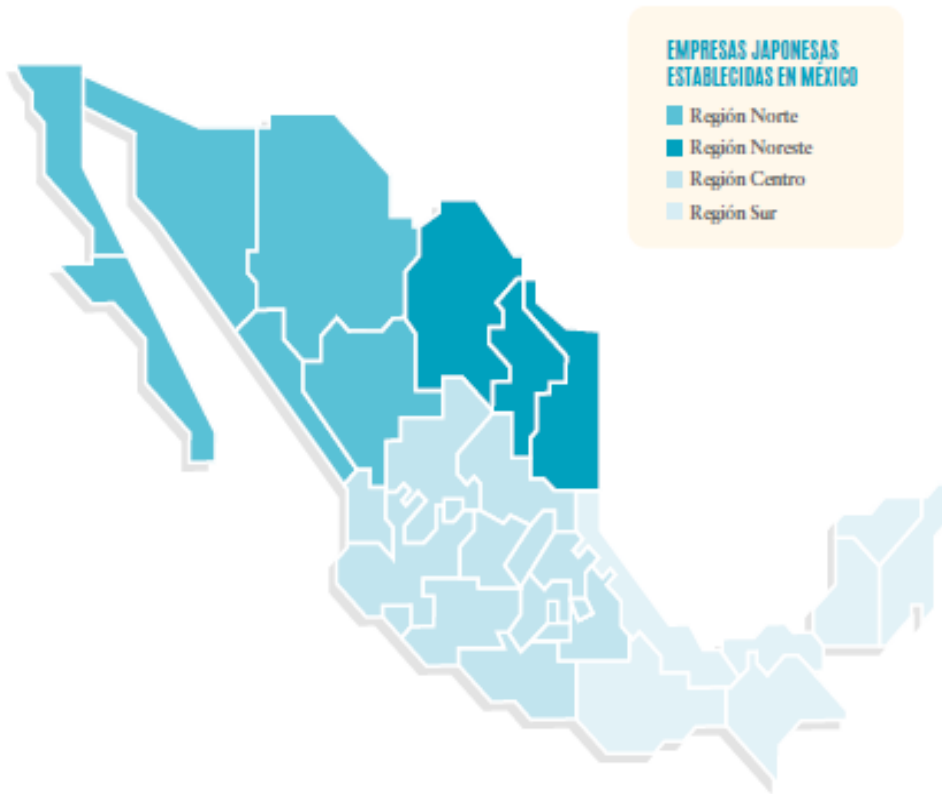 EMPRESAS JAPONESAS
ESTABLECIDAS EN MÉXICO
Región Norte
Región Noreste
Región Centro
Región Sur